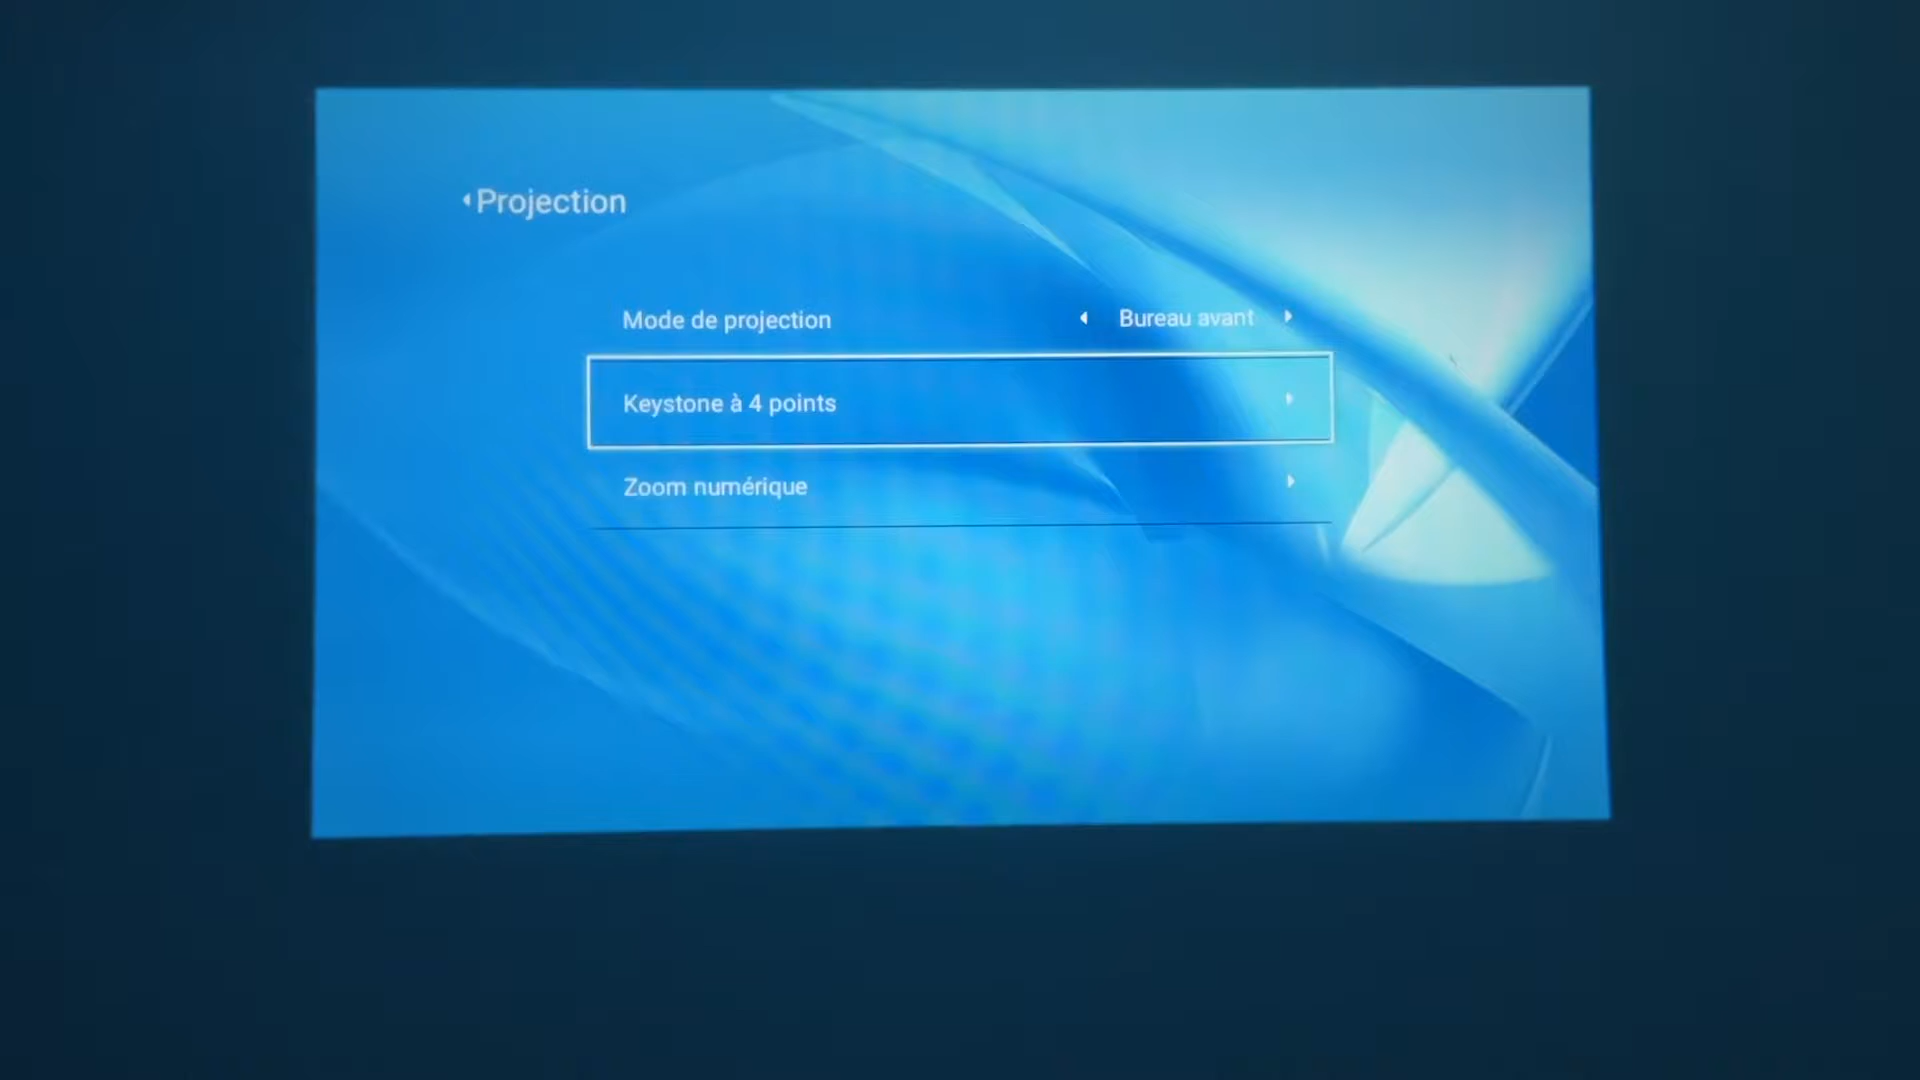 Projection
Mode de projection
Bureau avant
Keystone à 4 points
Zoom numérique